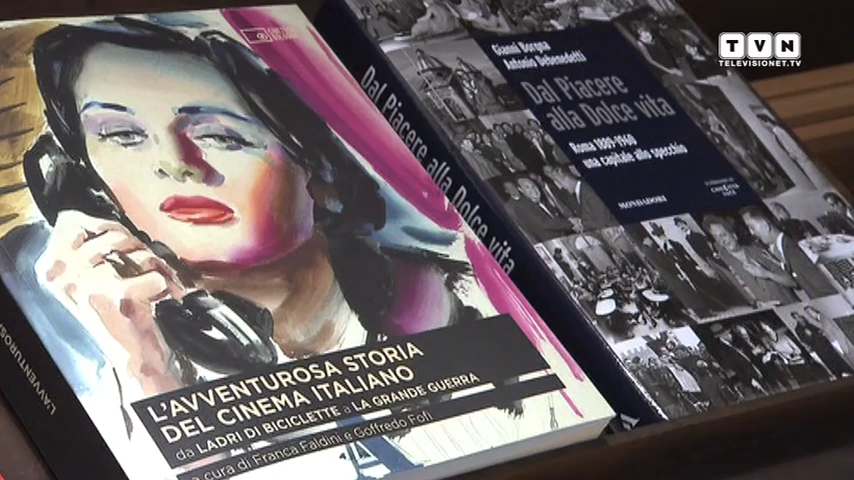 TVN
TELEVISIONET.TV
L'AVVENTUROSA STORIA
DEL CINEMA ITALIANO
da LADRI DI BICICLETTE a LA GRANDE GUERRA
a cura di Franca Faldini e Goffredo Fofi
L'AVVENTUROS
Dal Piacere alla Dolce vita
Gianni Borgna
Antonio Debenedetti
Dal Piacere
alla Dolce vita
Roma 1889-1960
una capitale allo specchio
MONDADORI